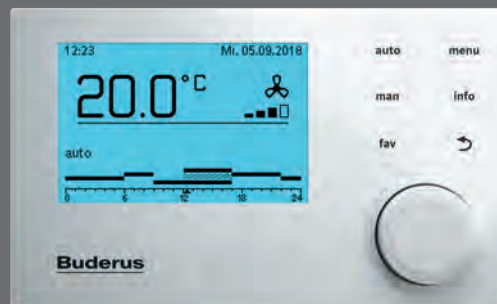 12:23 Mi. 05.09.2018
20.0°C
auto
0 6 12 18 24
Buderus
auto menu
man info
fav